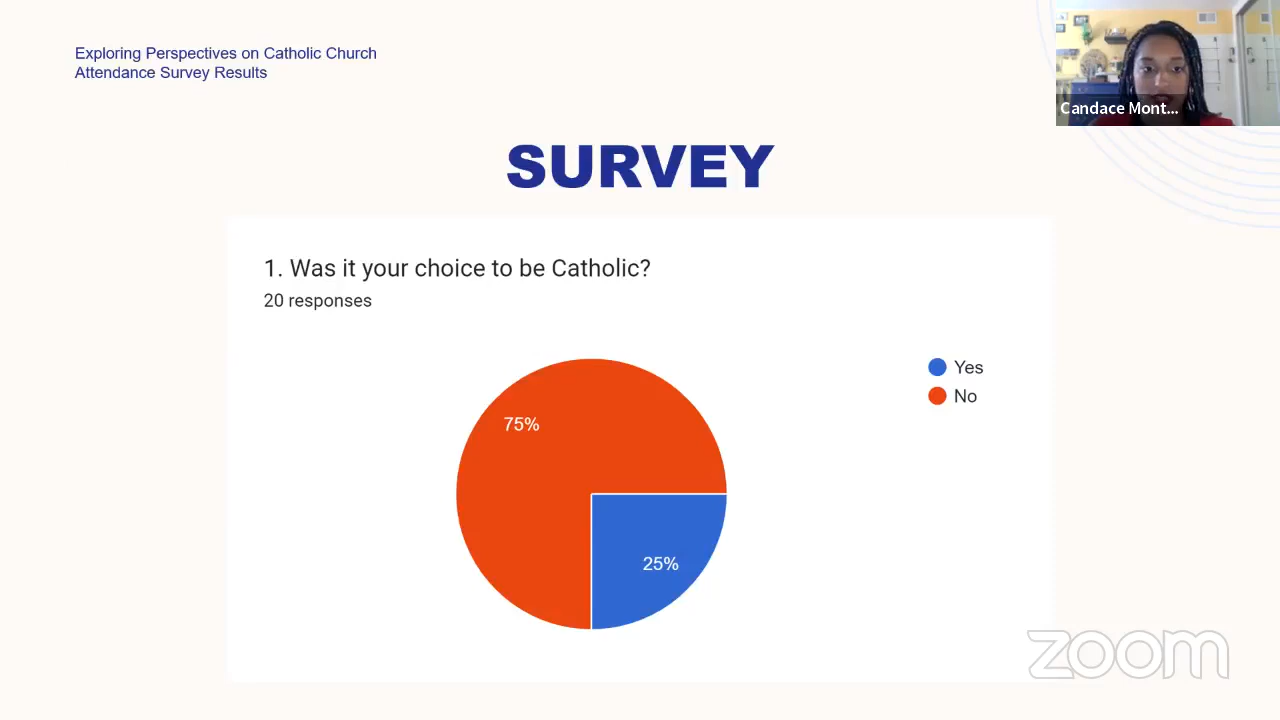 Exploring Perspectives on Catholic Church
Attendance Survey Results
Candace Mont...
SURVEY
1. Was it your choice to be Catholic?
20 responses
Yes
No
75%
25%
zoom